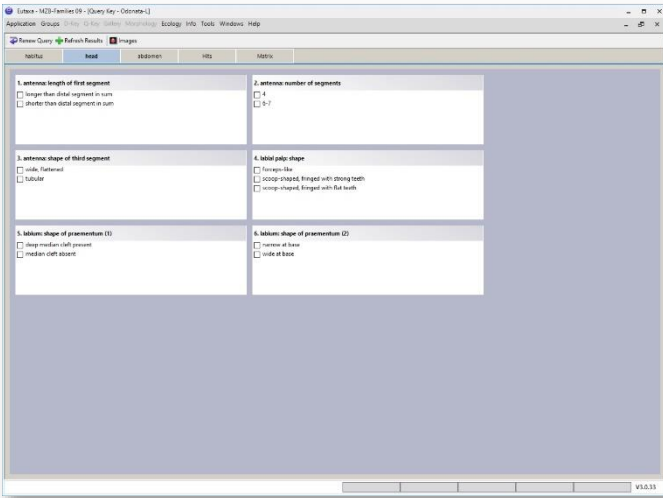 Eutaxa - MZB-Families 09 - [Query Key - Odonata-L]
Application Groups D-Key Q-Key Gallery Morphology Ecology Info Tools Windows Help
Renew Query Refresh Results Images
habitus head abdomen Hits Matrix
1. antenna: length of first segment
longer than distal segment in sum
shorter than distal segment in sum
2. antenna: number of segments
4
6-7
3. antenna: shape of third segment
wide, flattened
tubular
4. labial palp: shape
forceps-like
scoop-shaped, fringed with strong teeth
scoop-shaped, fringed with flat teeth
5. labium: shape of praementum (1)
deep median cleft present
median cleft absent
6. labium: shape of praementum (2)
narrow at base
wide at base
V5.0.55